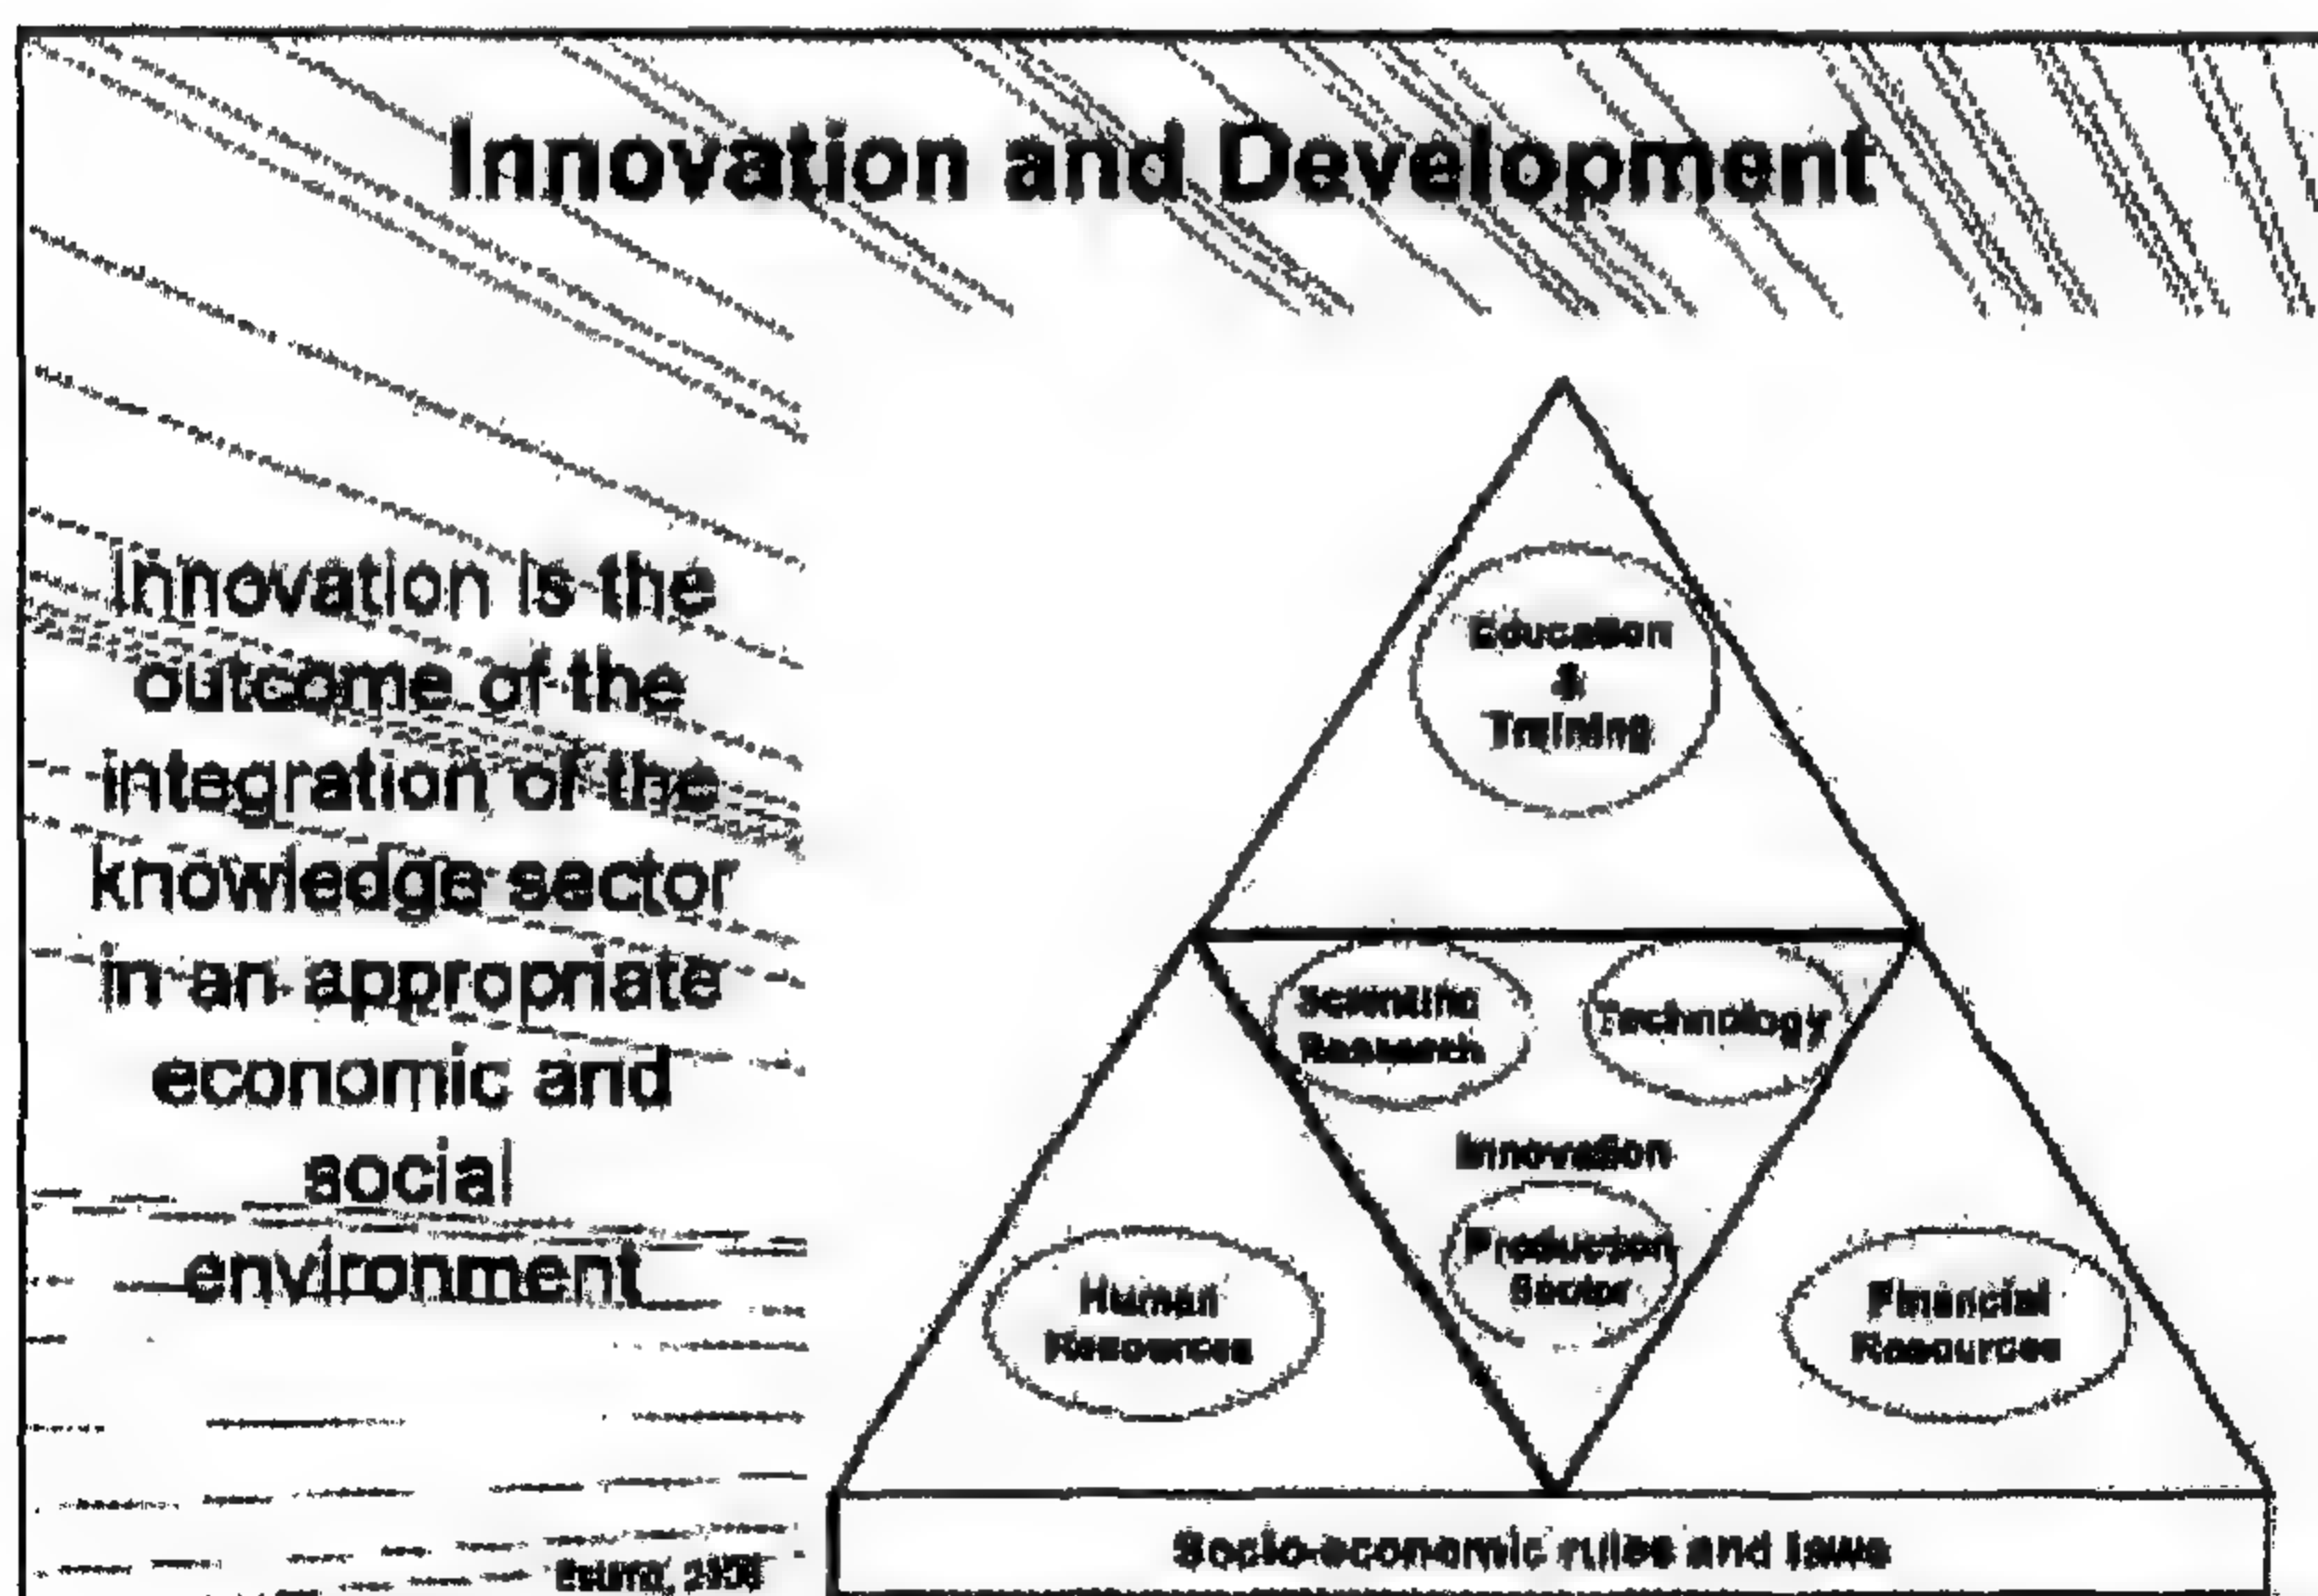 Innovation and Development
Innovation is the
outcome of the
integration of the
knowledge sector
in an appropriate
economic and
social
environment
Education
&
Training
Scientific
Research
Technology
Innovation
Production
Sector
Human
Resources
Financial
Resources
Socio-economic rules and laws